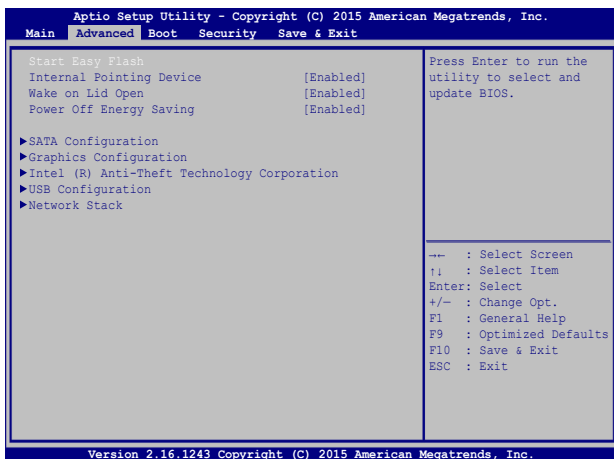 Aptio Setup Utility - Copyright (C) 2015 American Megatrends, Inc.
Main Advanced Boot Security Save & Exit
Start Easy Flash
Internal Pointing Device [Enabled]
Wake on Lid Open [Enabled]
Power Off Energy Saving [Enabled]
▶SATA Configuration
▶Graphics Configuration
▶Intel (R) Anti-Theft Technology Corporation
▶USB Configuration
▶Network Stack
Press Enter to run the
utility to select and
update BIOS.
→← : Select Screen
↑↓ : Select Item
Enter: Select
+/— : Change Opt.
F1 : General Help
F9 : Optimized Defaults
F10 : Save & Exit
ESC : Exit
Version 2.16.1243 Copyright (C) 2015 American Megatrends, Inc.